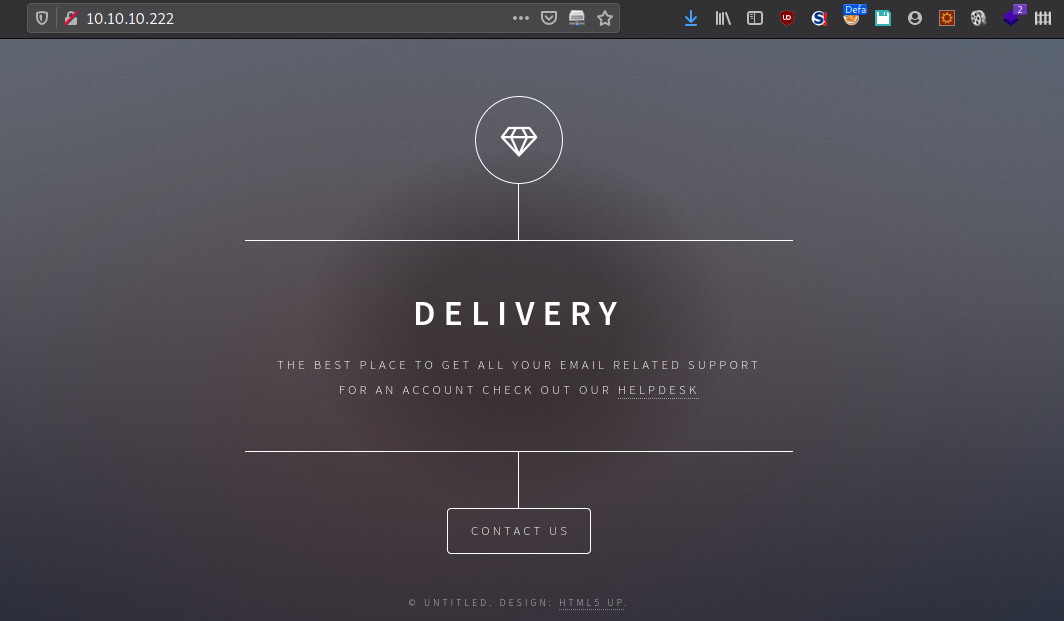 10.10.10.222
Defa
2
DELIVERY
THE BEST PLACE TO GET ALL YOUR EMAIL RELATED SUPPORT
FOR AN ACCOUNT CHECK OUT OUR HELPDESK
CONTACT US
© UNTITLED. DESIGN: HTML5 UP.